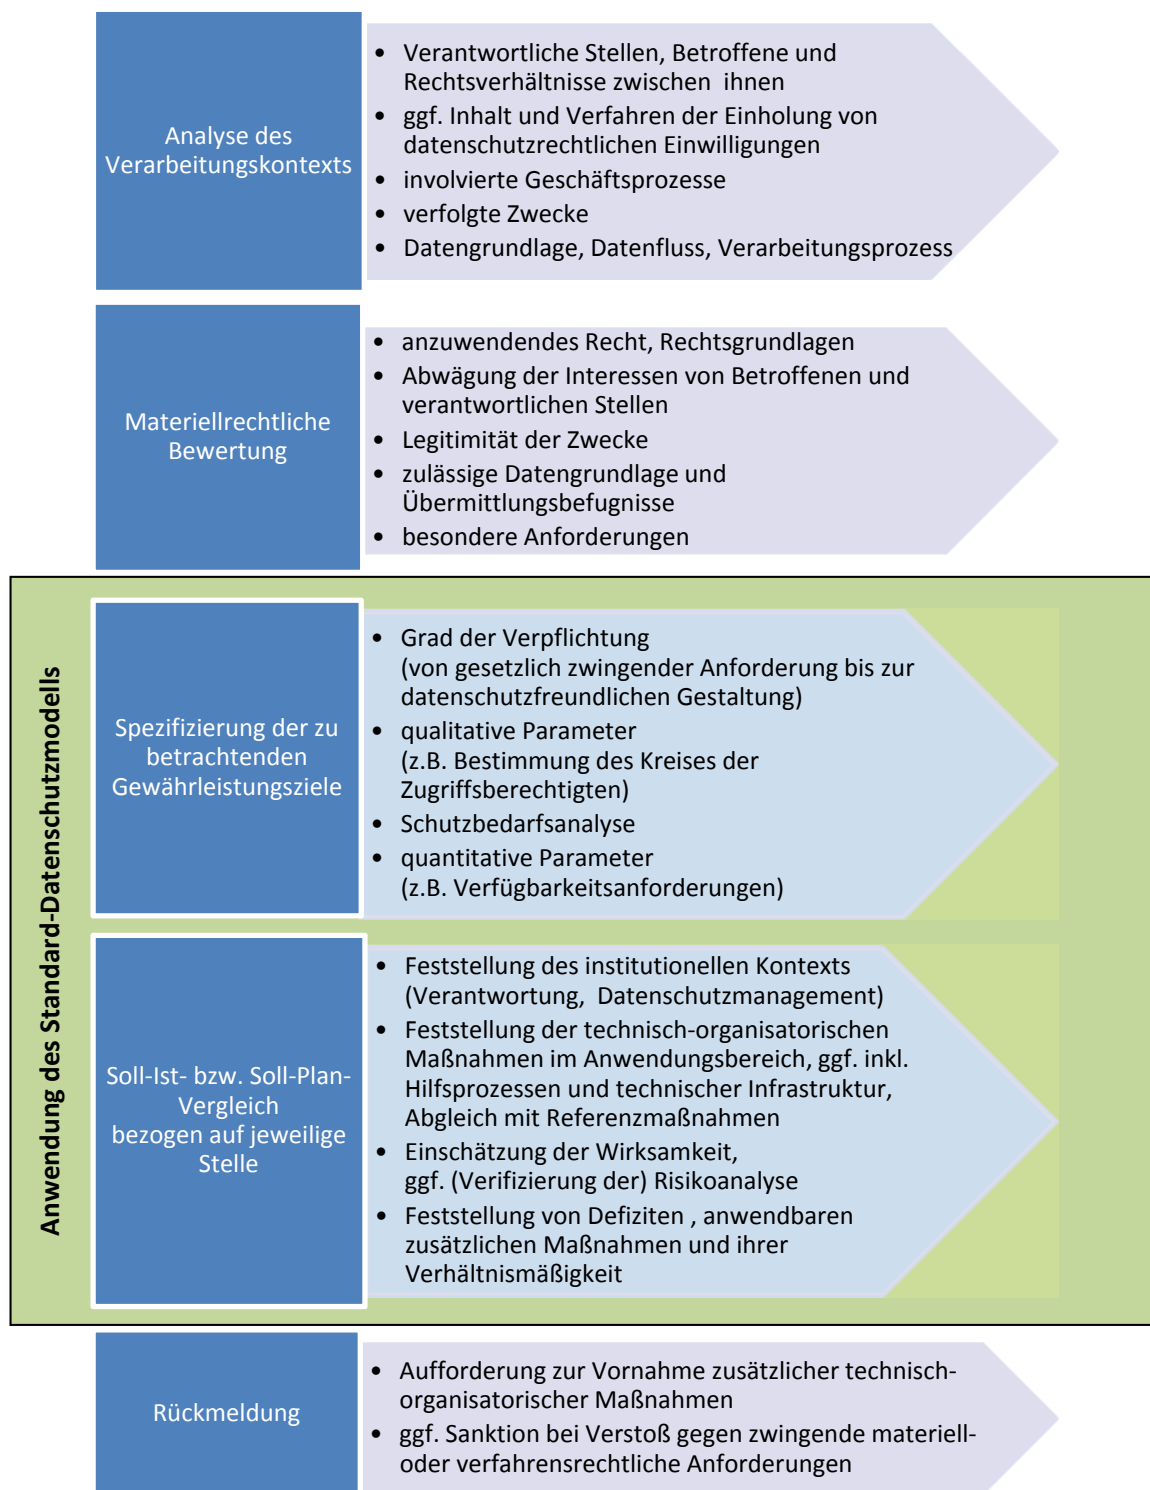 Analyse des
Verarbeitungskontexts
• Verantwortliche Stellen, Betroffene und
Rechtsverhältnisse zwischen ihnen
• ggf. Inhalt und Verfahren der Einholung von
datenschutzrechtlichen Einwilligungen
• involvierte Geschäftsprozesse
• verfolgte Zwecke
• Datengrundlage, Datenfluss, Verarbeitungsprozess
Materiellrechtliche
Bewertung
• anzuwendendes Recht, Rechtsgrundlagen
• Abwägung der Interessen von Betroffenen und
verantwortlichen Stellen
• Legitimität der Zwecke
• zulässige Datengrundlage und
Übermittlungsbefugnisse
• besondere Anforderungen
Anwendung des Standard-Datenschutzmodells
Spezifizierung der zu
betrachtenden
Gewährleistungsziele
• Grad der Verpflichtung
(von gesetzlich zwingender Anforderung bis zur
datenschutzfreundlichen Gestaltung)
• qualitative Parameter
(z.B. Bestimmung des Kreises der
Zugriffsberechtigten)
• Schutzbedarfsanalyse
• quantitative Parameter
(z.B. Verfügbarkeitsanforderungen)
Soll-Ist- bzw. Soll-Plan-
Vergleich
bezogen auf jeweilige
Stelle
• Feststellung des institutionellen Kontexts
(Verantwortung, Datenschutzmanagement)
• Feststellung der technisch-organisatorischen
Maßnahmen im Anwendungsbereich, ggf. inkl.
Hilfsprozessen und technischer Infrastruktur,
Abgleich mit Referenzmaßnahmen
• Einschätzung der Wirksamkeit,
ggf. (Verifizierung der) Risikoanalyse
• Feststellung von Defiziten , anwendbaren
zusätzlichen Maßnahmen und ihrer
Verhältnismäßigkeit
Rückmeldung
• Aufforderung zur Vornahme zusätzlicher technisch-
organisatorischer Maßnahmen
• ggf. Sanktion bei Verstoß gegen zwingende materiell-
oder verfahrensrechtliche Anforderungen